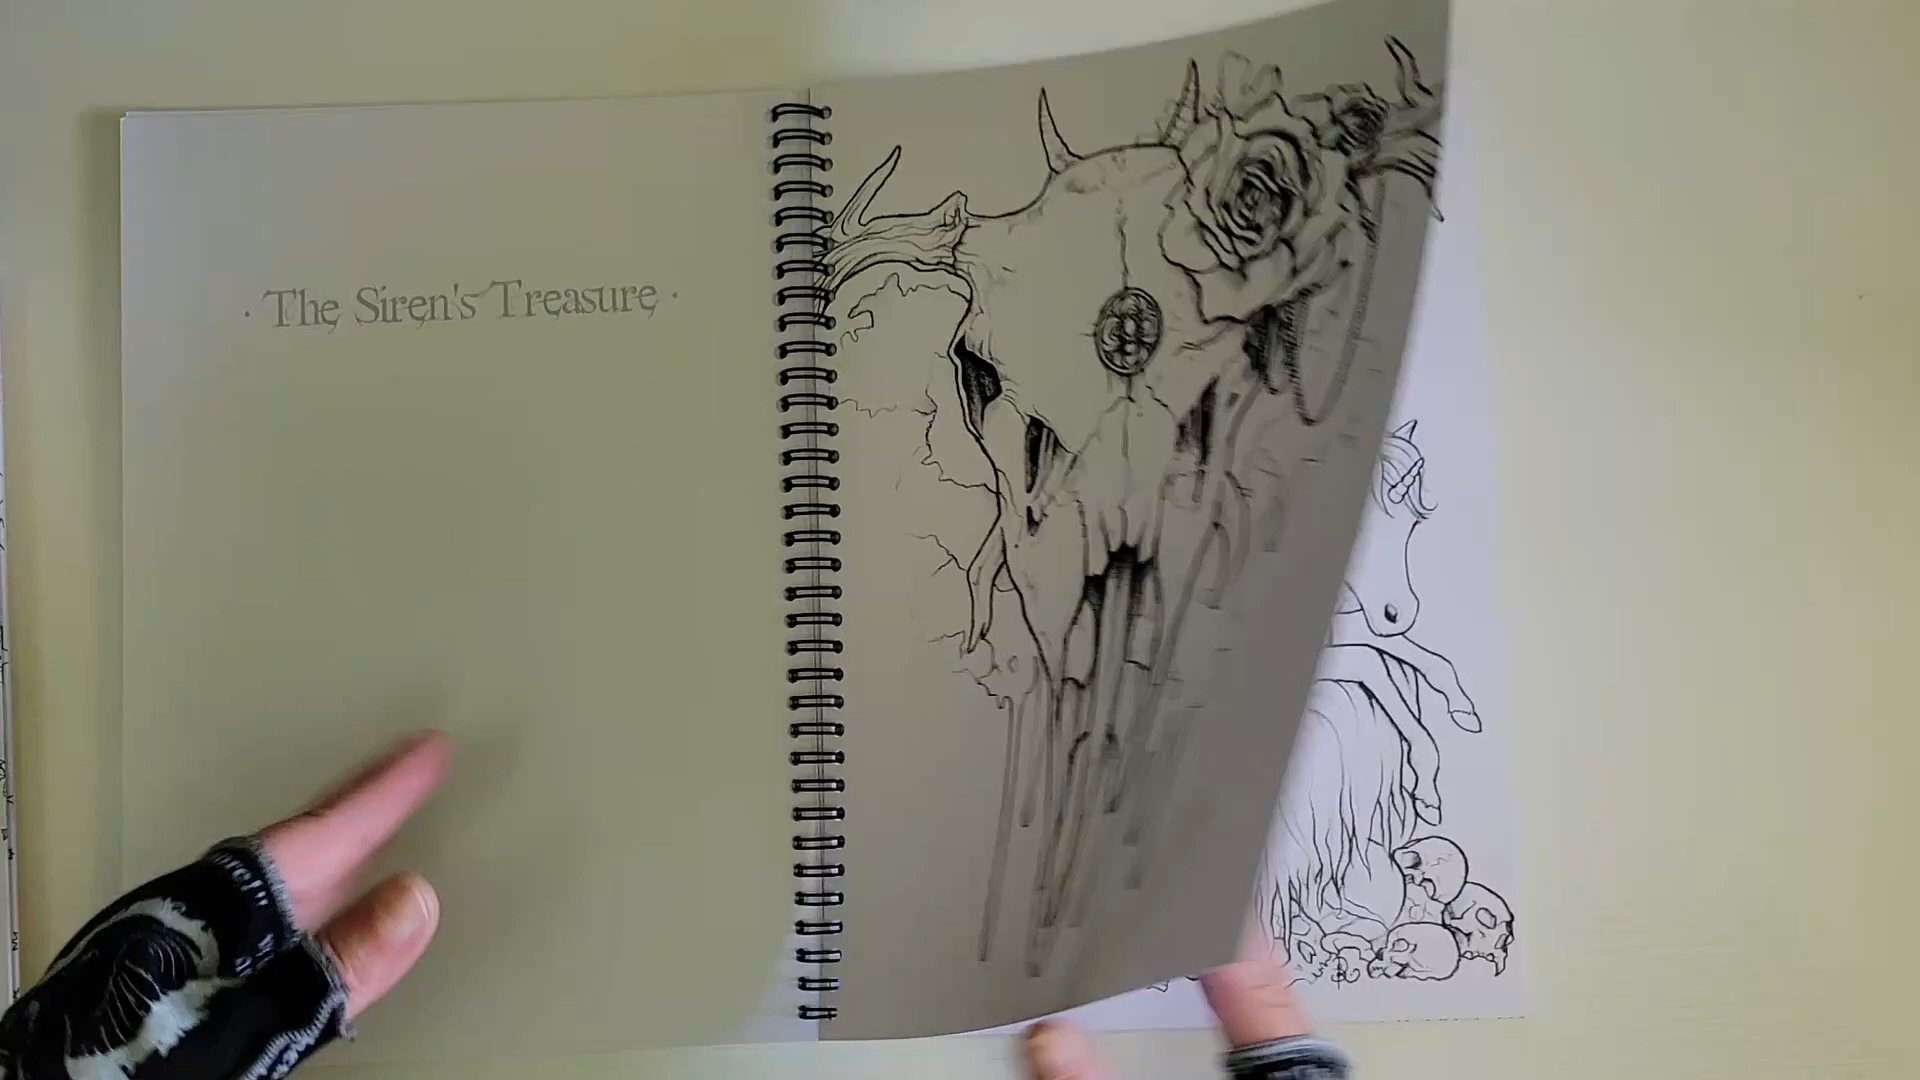 · The Siren's Treasure ·